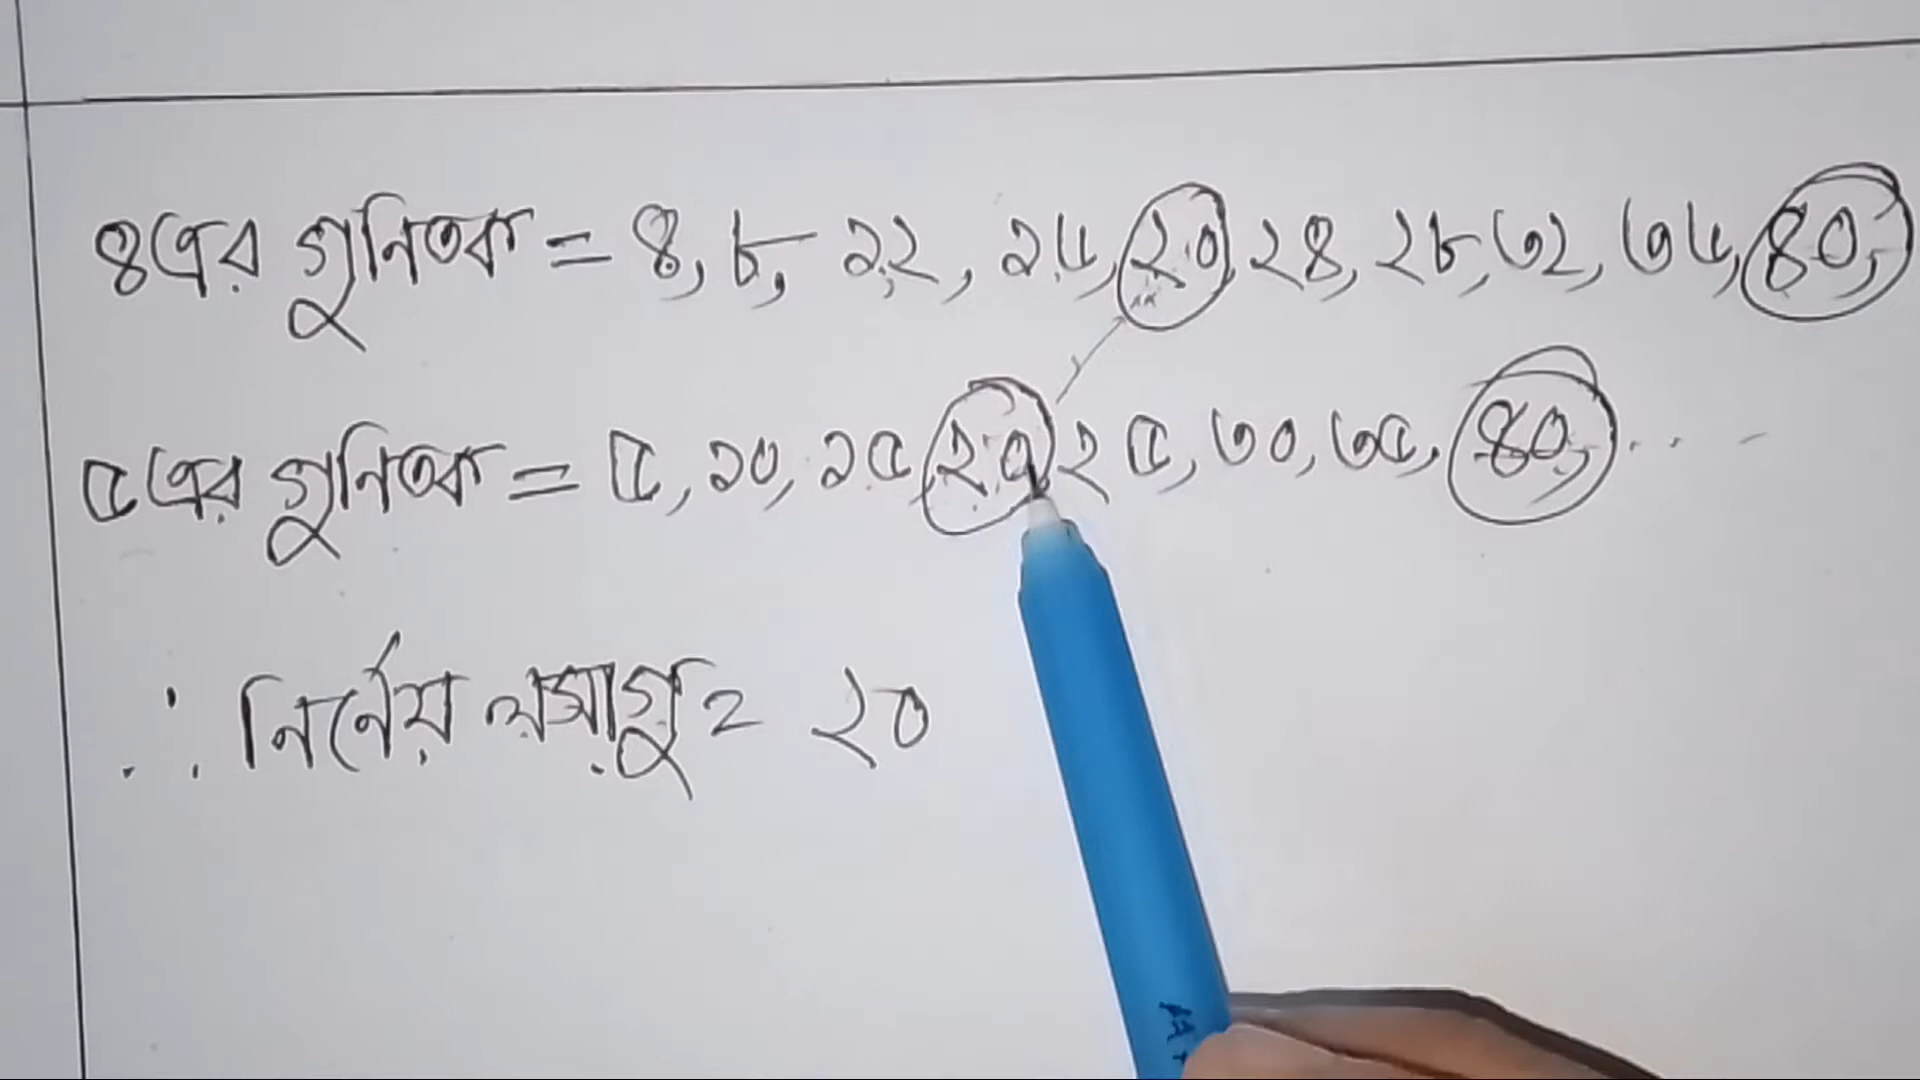 ৪এর গুনিতক = ৪, ৮, ১২, ১৬, ২০, ২৪, ২৮, ৩২, ৩৬, ৪০,
৫এর গুনিতক = ৫, ১০, ১৫, ২০, ২৫, ৩০, ৩৫, ৪০, ...
∴ নির্ণেয় লসাগু = ২০